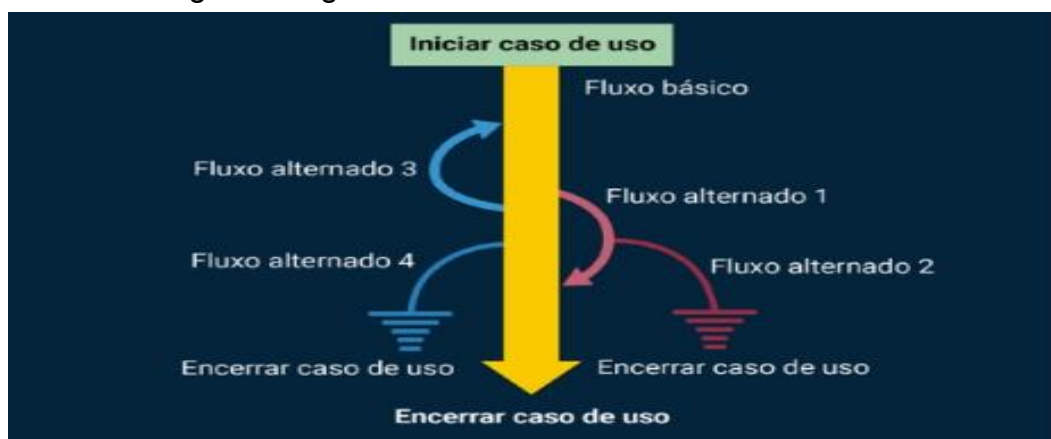 Iniciar caso de uso
Fluxo básico
Fluxo alternado 3
Fluxo alternado 1
Fluxo alternado 4
Fluxo alternado 2
Encerrar caso de uso
Encerrar caso de uso
Encerrar caso de uso